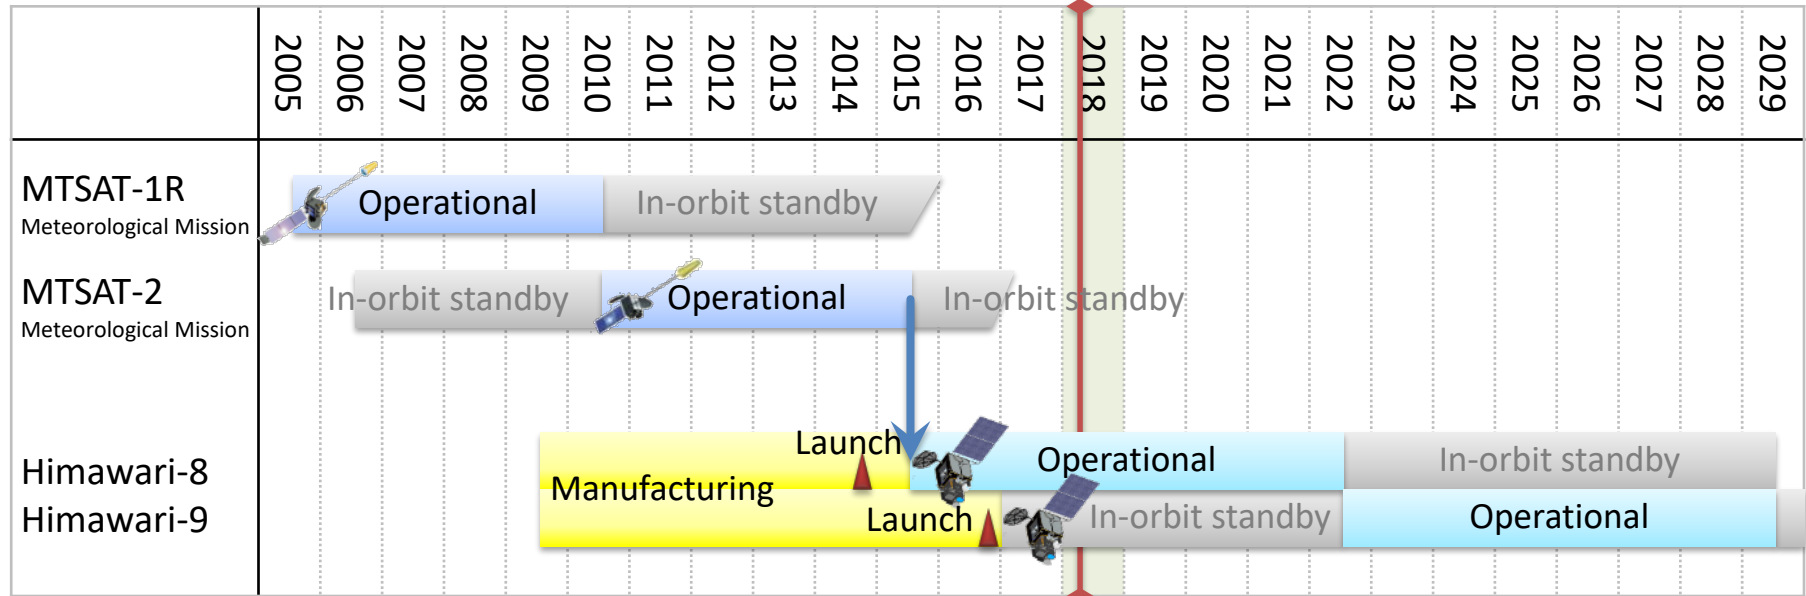 2005 2006 2007 2008 2009 2010 2011 2012 2013 2014 2015 2016 2017 2018 2019 2020 2021 2022 2023 2024 2025 2026 2027 2028 2029
MTSAT-1R
Meteorological Mission
Operational
In-orbit standby
MTSAT-2
Meteorological Mission
In-orbit standby
Operational
In-orbit standby
Himawari-8
Himawari-9
Manufacturing
Launch
Operational
In-orbit standby
Launch
In-orbit standby
Operational